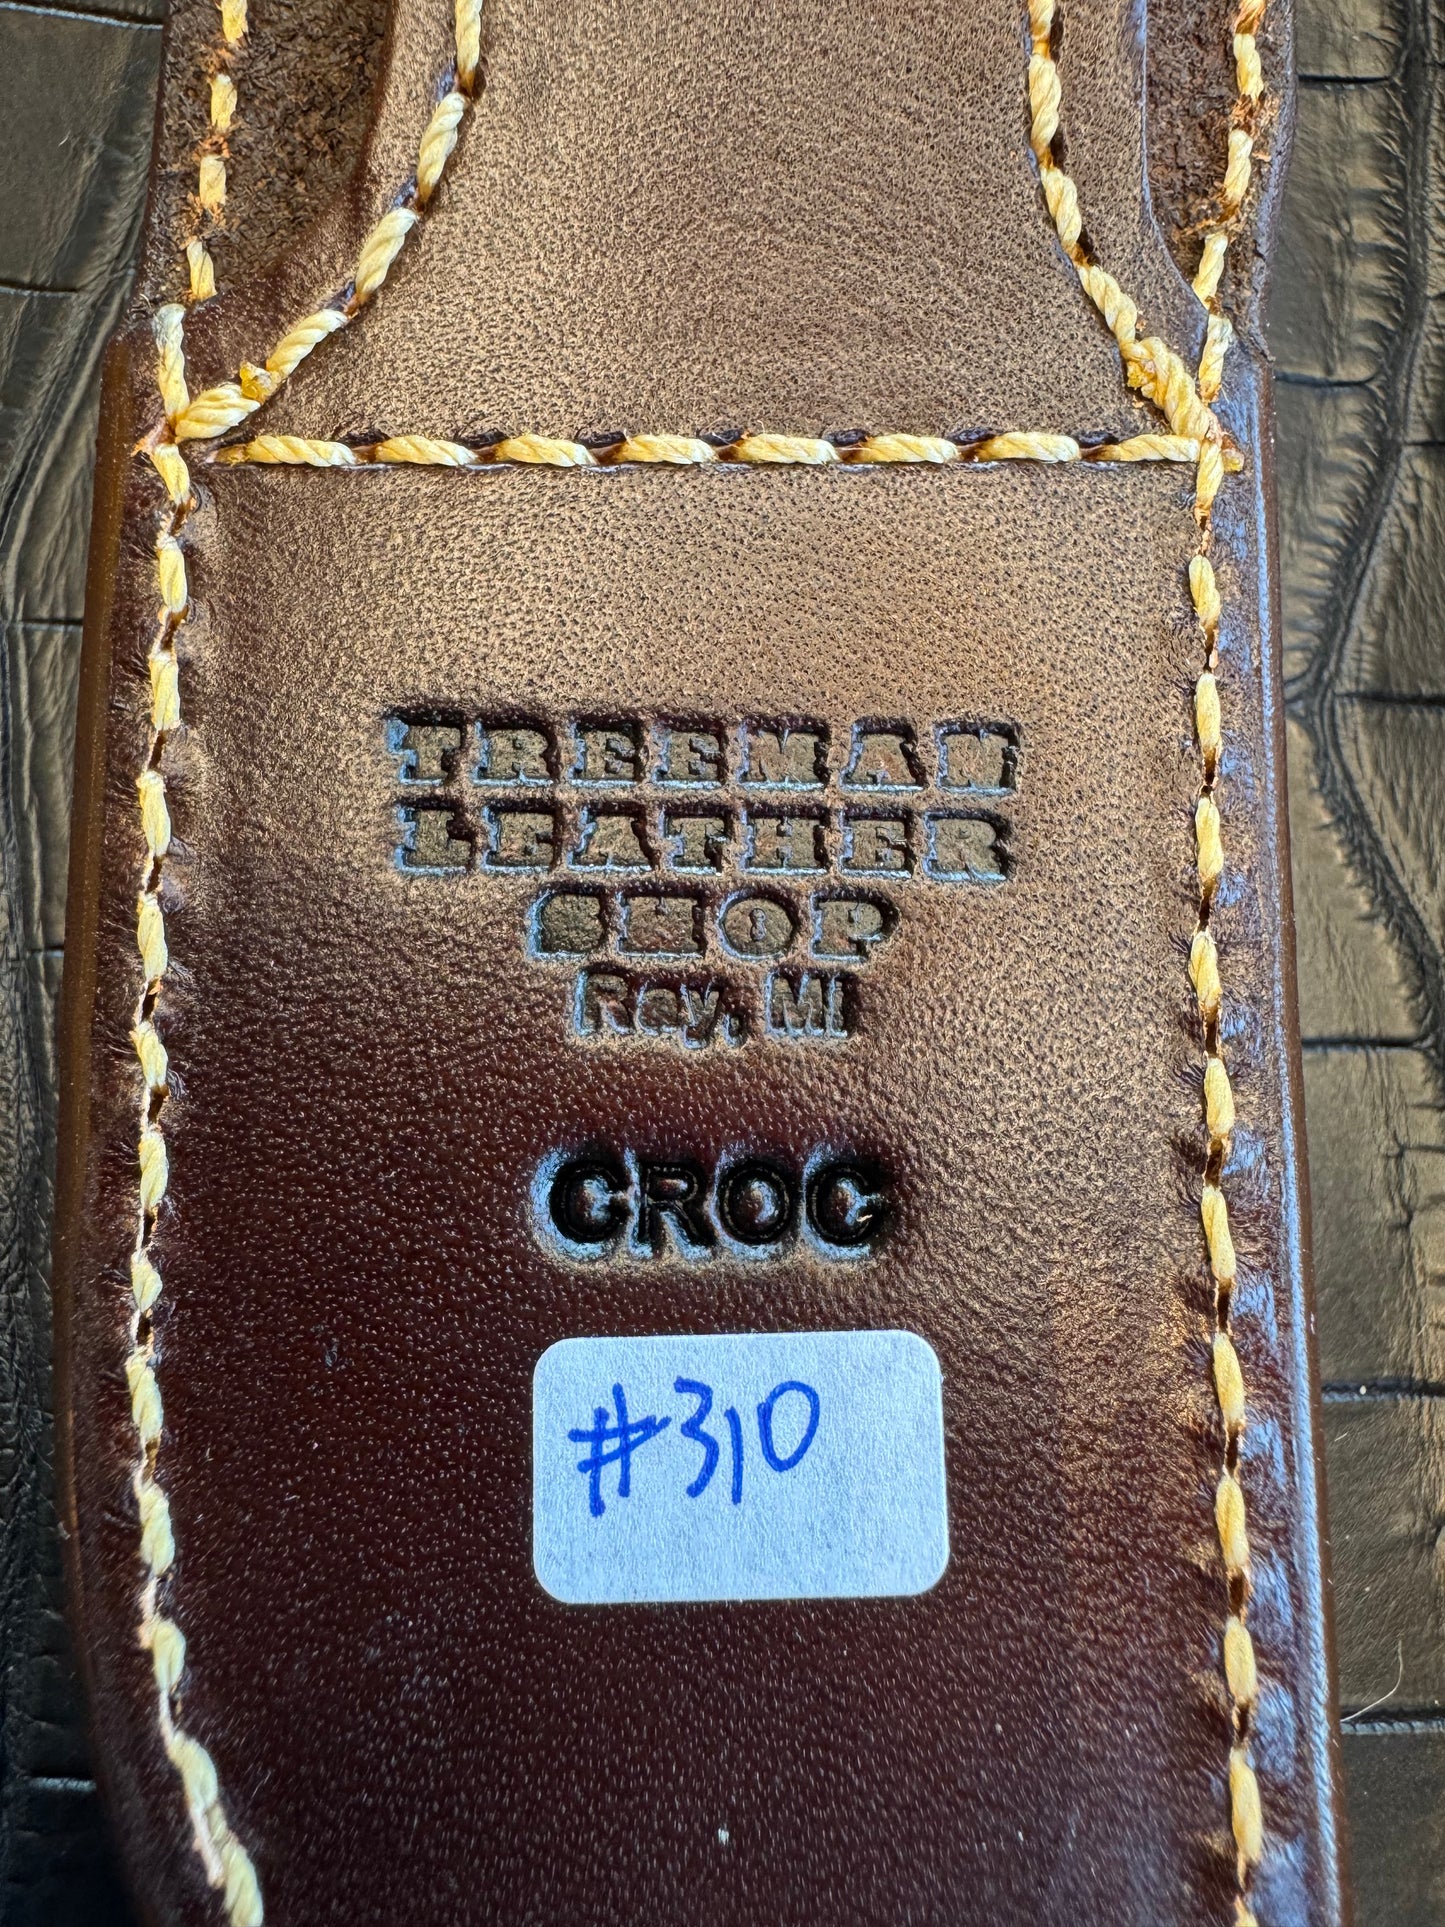 TREEMAN
LEATHER
SHOP
Ray, MI
CROC
#310